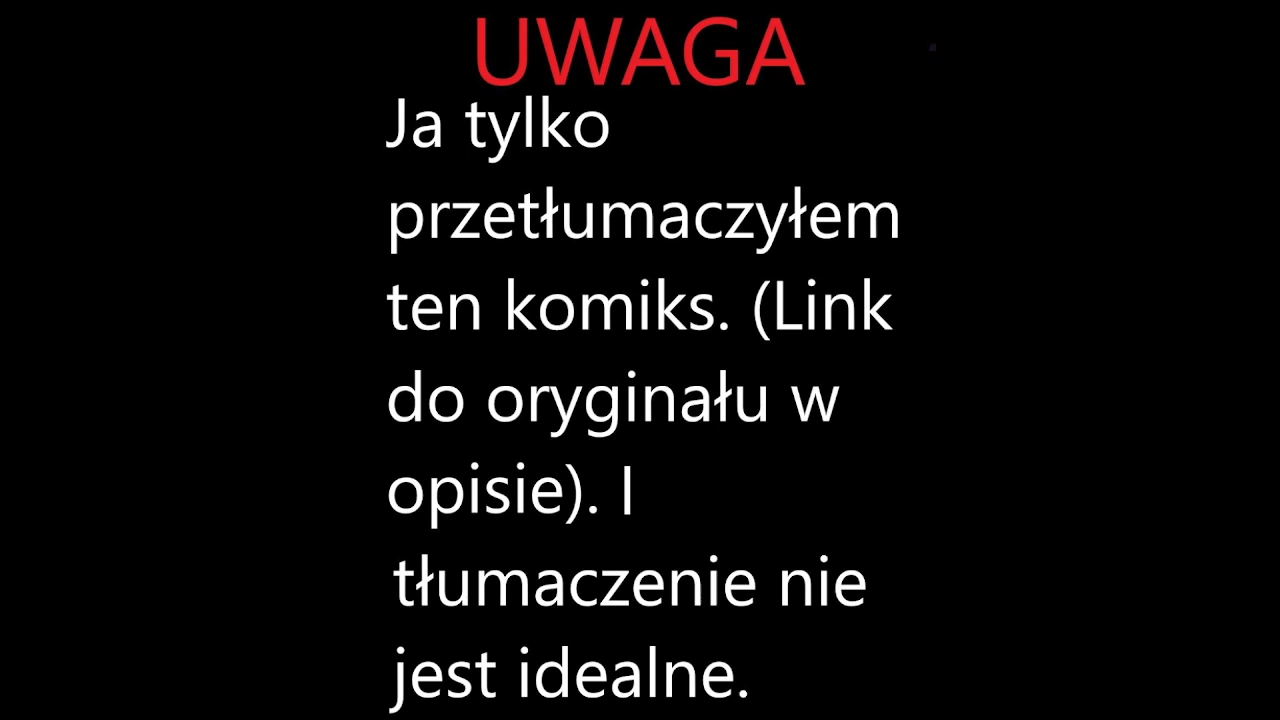 UWAGA
Ja tylko
przetłumaczyłem
ten komiks. (Link
do oryginału w
opisie). I
tłumaczenie nie
jest idealne.